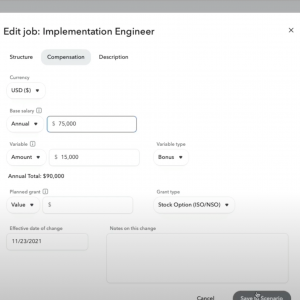 Edit job: Implementation Engineer
Structure Compensation Description
Currency
USD ($)
Base salary
Annual $ 75,000
Variable Variable type
Amount $ 15,000 Bonus
Annual Total: $90,000
Planned grant Grant type
Value $ Stock Option (ISO/NSO)
Effective date of change Notes on this change
11/23/2021
Cancel Save to Scenario